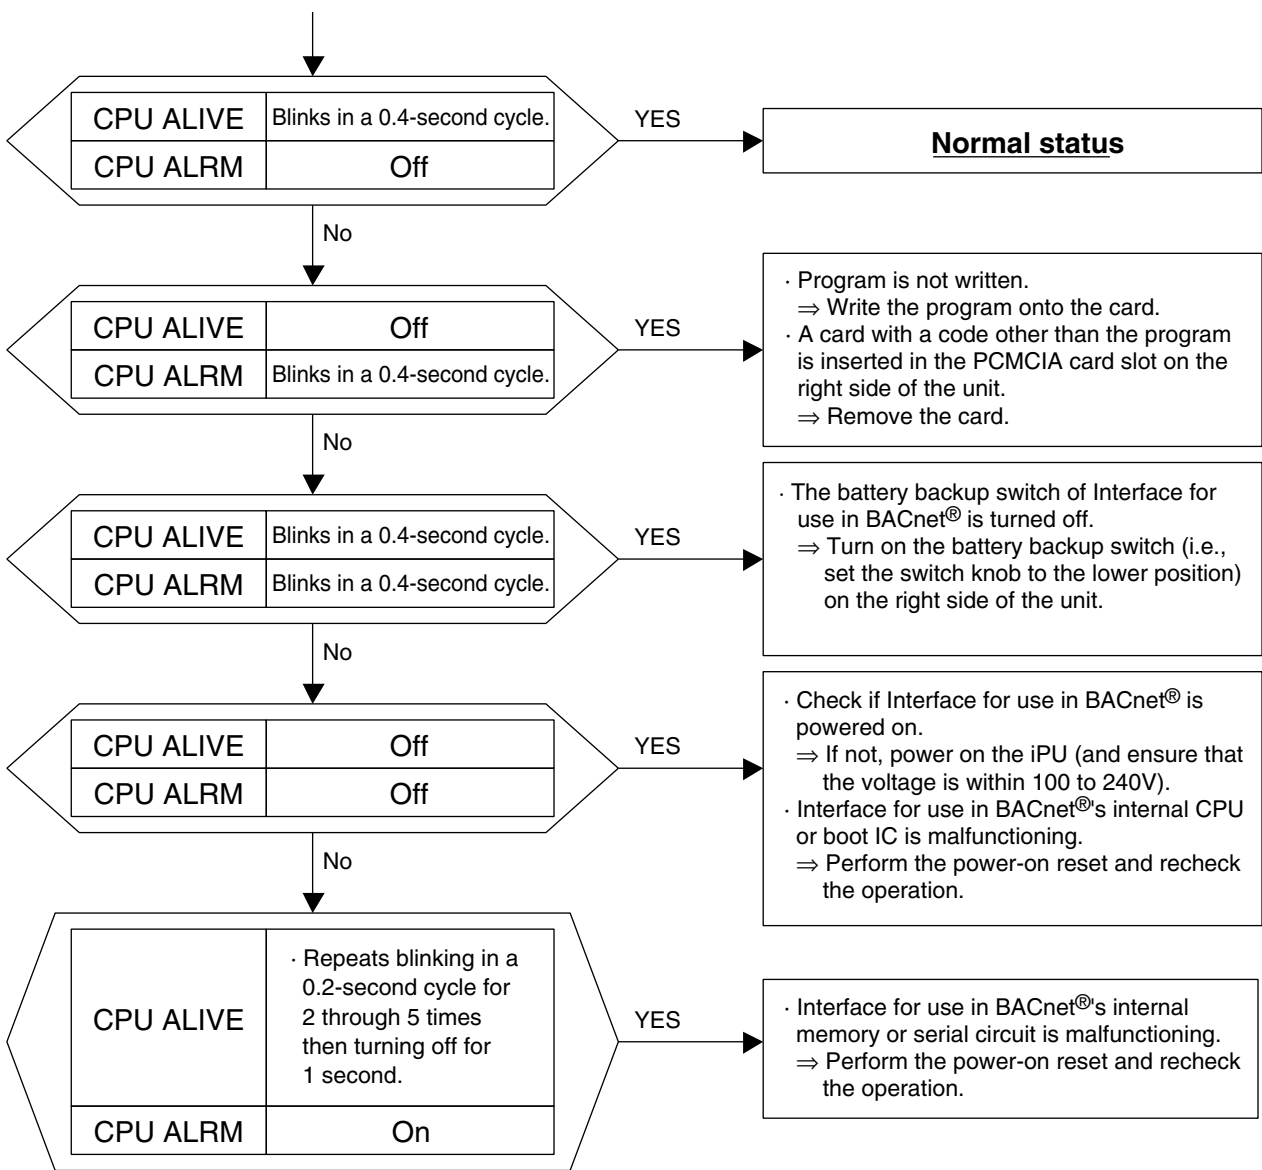 CPU ALIVE Blinks in a 0.4-second cycle.
CPU ALRM Off
YES
Normal status
No
CPU ALIVE Off
CPU ALRM Blinks in a 0.4-second cycle.
YES
· Program is not written.
⇒ Write the program onto the card.
· A card with a code other than the program
is inserted in the PCMCIA card slot on the
right side of the unit.
⇒ Remove the card.
No
CPU ALIVE Blinks in a 0.4-second cycle.
CPU ALRM Blinks in a 0.4-second cycle.
YES
· The battery backup switch of Interface for
use in BACnet® is turned off.
⇒ Turn on the battery backup switch (i.e.,
set the switch knob to the lower position)
on the right side of the unit.
No
CPU ALIVE Off
CPU ALRM Off
YES
· Check if Interface for use in BACnet® is
powered on.
⇒ If not, power on the iPU (and ensure that
the voltage is within 100 to 240V).
· Interface for use in BACnet®'s internal CPU
or boot IC is malfunctioning.
⇒ Perform the power-on reset and recheck
the operation.
No
CPU ALIVE
· Repeats blinking in a
0.2-second cycle for
2 through 5 times
then turning off for
1 second.
CPU ALRM On
YES
· Interface for use in BACnet®'s internal
memory or serial circuit is malfunctioning.
⇒ Perform the power-on reset and recheck
the operation.